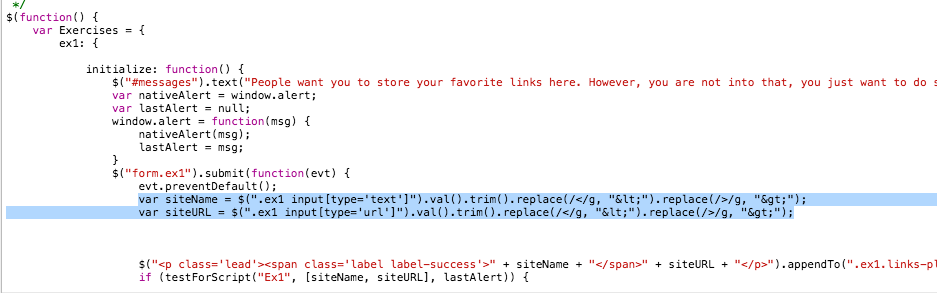 */
$(function() {
var Exercises = {
ex1: {
initialize: function() {
$("#messages").text("People want you to store your favorite links here. However, you are not into that, you just want to do s
var nativeAlert = window.alert;
var lastAlert = null;
window.alert = function(msg) {
nativeAlert(msg);
lastAlert = msg;
}
$("form.ex1").submit(function(evt) {
evt.preventDefault();
var siteName = $(".ex1 input[type='text']").val().trim().replace(/</g, "&lt;").replace(/>/g, "&gt;");
var siteURL = $(".ex1 input[type='url']").val().trim().replace(/</g, "&lt;").replace(/>/g, "&gt;");
$("<p class='lead'><span class='label label-success'>" + siteName + "</span>" + siteURL + "</p>").appendTo(".ex1.links-pl
if (testForScript("Ex1", [siteName, siteURL], lastAlert)) {